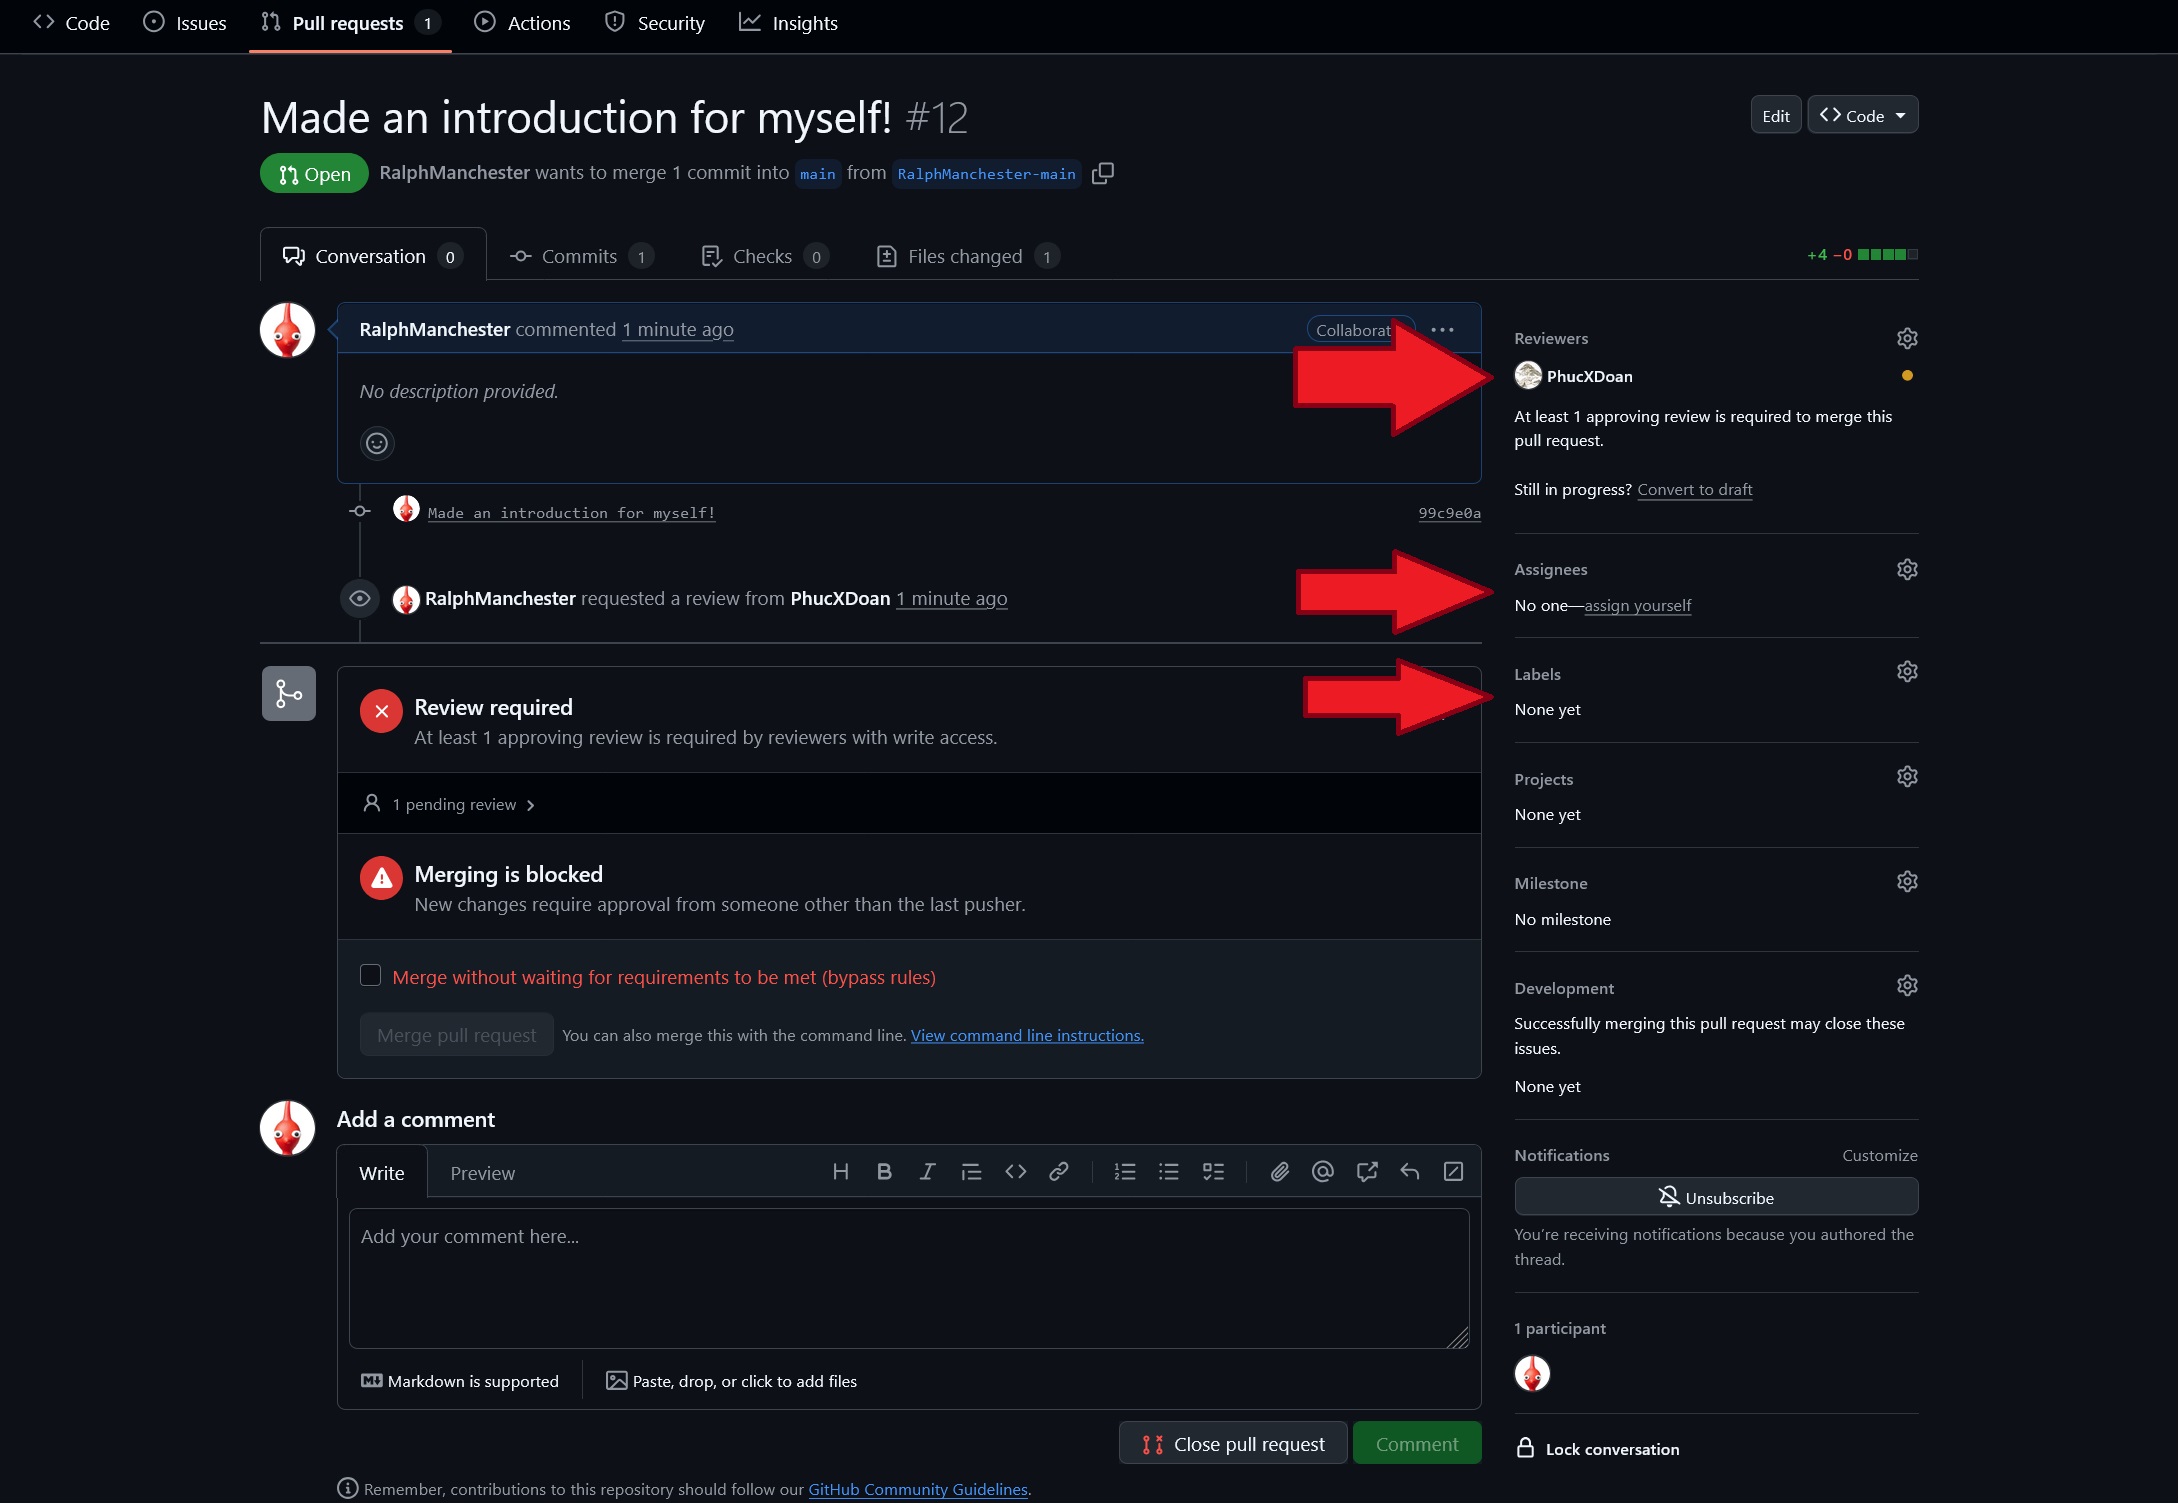 Code Issues Pull requests 1 Actions Security Insights
Made an introduction for myself! #12
Edit Code
Open RalphManchester wants to merge 1 commit into main from RalphManchester-main
Conversation 0 Commits 1 Checks 0 Files changed 1
+4 −0
RalphManchester commented 1 minute ago
No description provided.
Made an introduction for myself! 99c9e0a
RalphManchester requested a review from PhucXDoan 1 minute ago
Review required
At least 1 approving review is required by reviewers with write access.
1 pending review
Merging is blocked
New changes require approval from someone other than the last pusher.
Merge without waiting for requirements to be met (bypass rules)
Merge pull request You can also merge this with the command line. View command line instructions.
Add a comment
Write Preview
Add your comment here...
Markdown is supported Paste, drop, or click to add files
Close pull request Comment
Remember, contributions to this repository should follow our GitHub Community Guidelines.
Reviewers
PhucXDoan
At least 1 approving review is required to merge this
pull request.
Still in progress? Convert to draft
Assignees
No one—assign yourself
Labels
None yet
Projects
None yet
Milestone
No milestone
Development
Successfully merging this pull request may close these
issues.
None yet
Notifications Customize
Unsubscribe
You're receiving notifications because you authored the
thread.
1 participant
Lock conversation